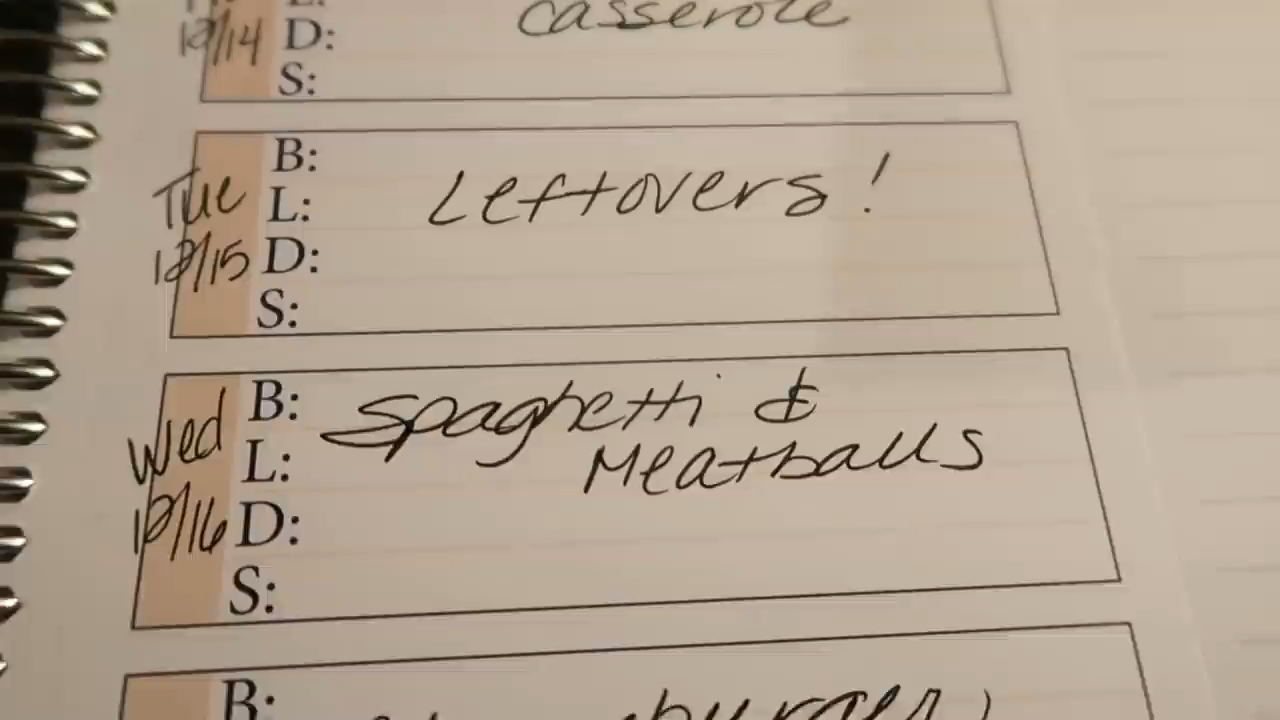 casserole
12/14 D:
S:
B:
Tue L: Leftovers!
12/15 D:
S:
B: Spaghetti &
Wed L: Meatballs
12/16 D:
S:
B: